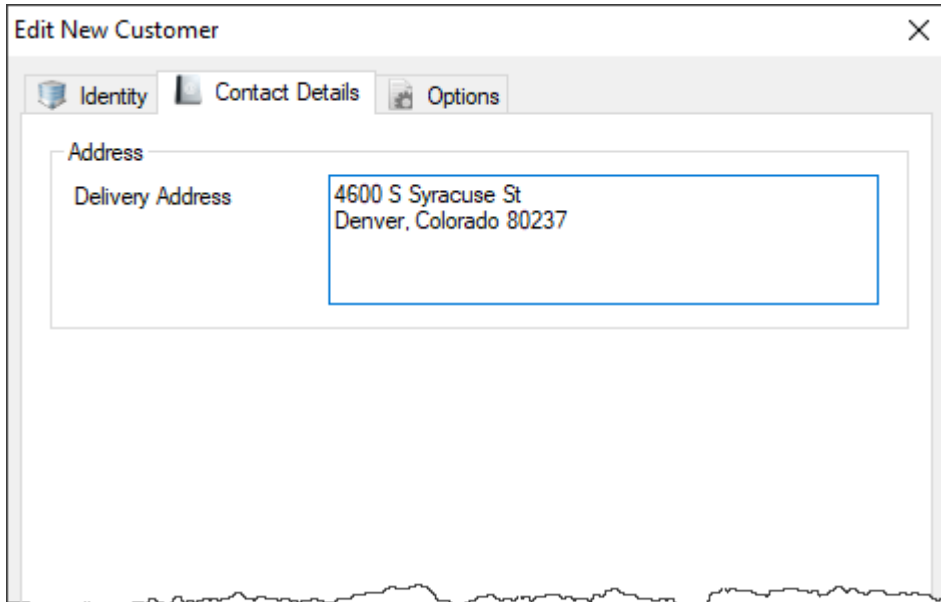 Edit New Customer
Identity
Contact Details
Options
Address
Delivery Address
4600 S Syracuse St
Denver, Colorado 80237